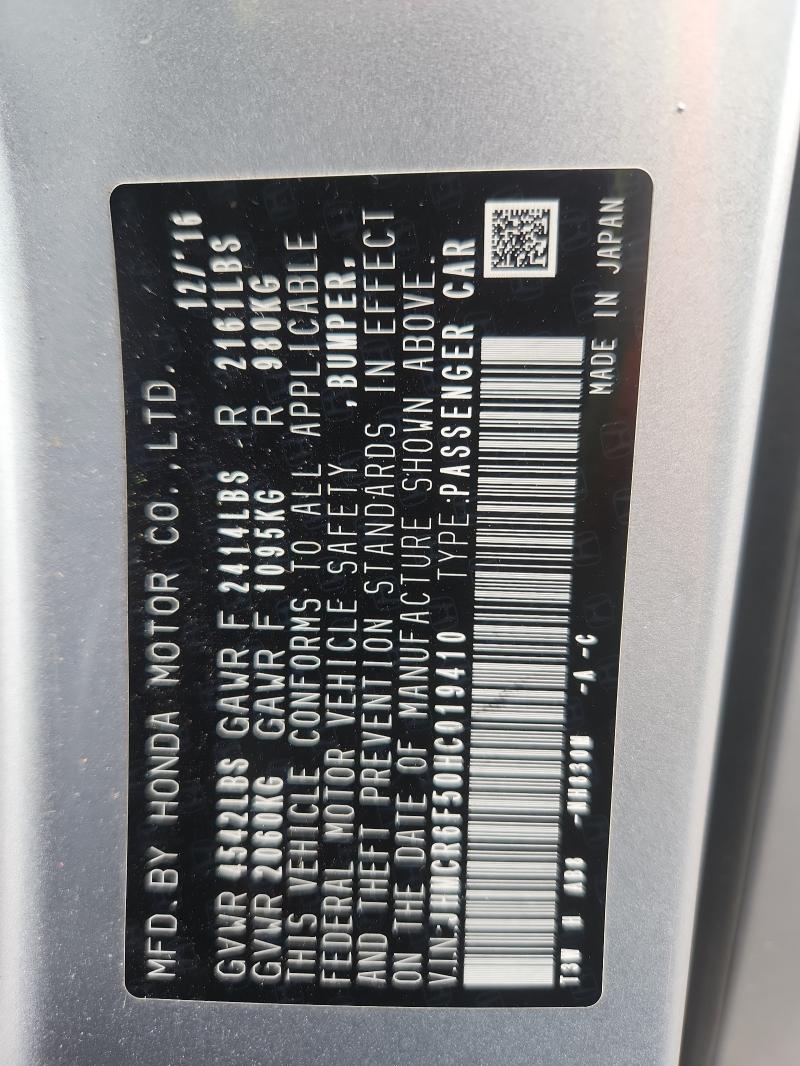 MFD. BY HONDA MOTOR CO., LTD. 12/'16
GVWR 4542LBS GAWR F 2414LBS R 2161LBS
GVWR 2060KG GAWR F 1095KG R 980KG
THIS VEHICLE CONFORMS TO ALL APPLICABLE
FEDERAL MOTOR VEHICLE SAFETY ,BUMPER,
AND THEFT PREVENTION STANDARDS IN EFFECT
ON THE DATE OF MANUFACTURE SHOWN ABOVE.
V.I.N:JHMCR6F50HC019410 TYPE:PASSENGER CAR
T3W H ABS -A -C
MADE IN JAPAN